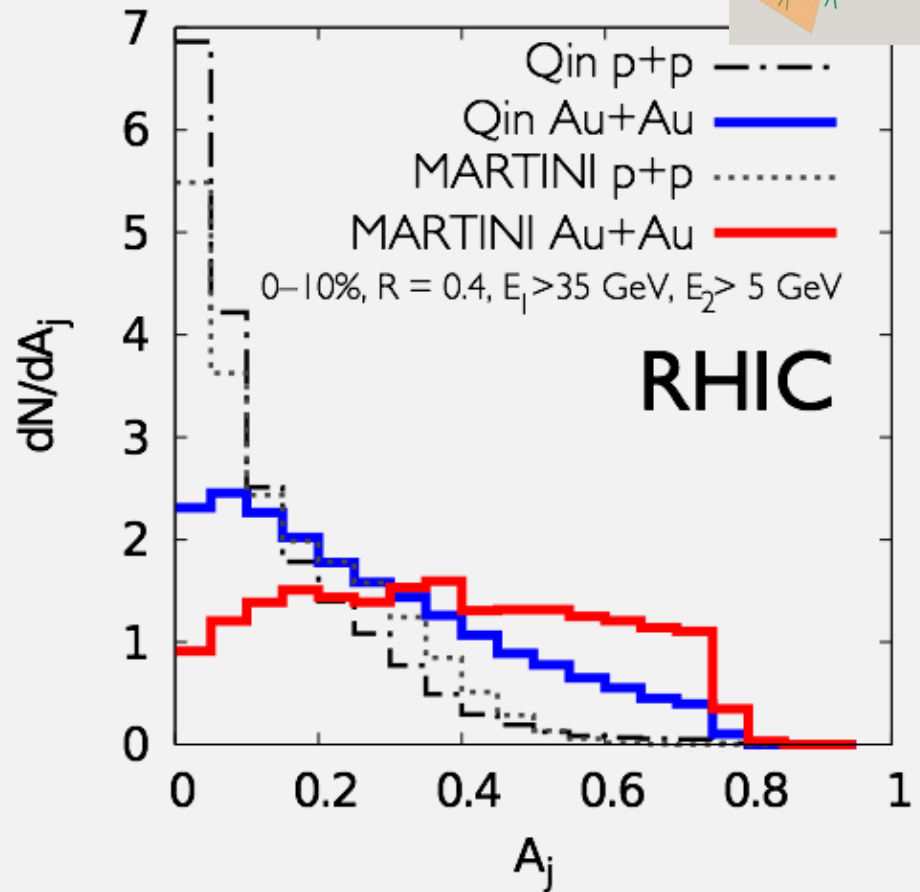 7
6
5
4
3
2
1
0
dN/dAj
Qin p+p
Qin Au+Au
MARTINI p+p
MARTINI Au+Au
0–10%, R = 0.4, E1>35 GeV, E2> 5 GeV
RHIC
0 0.2 0.4 0.6 0.8 1
Aj